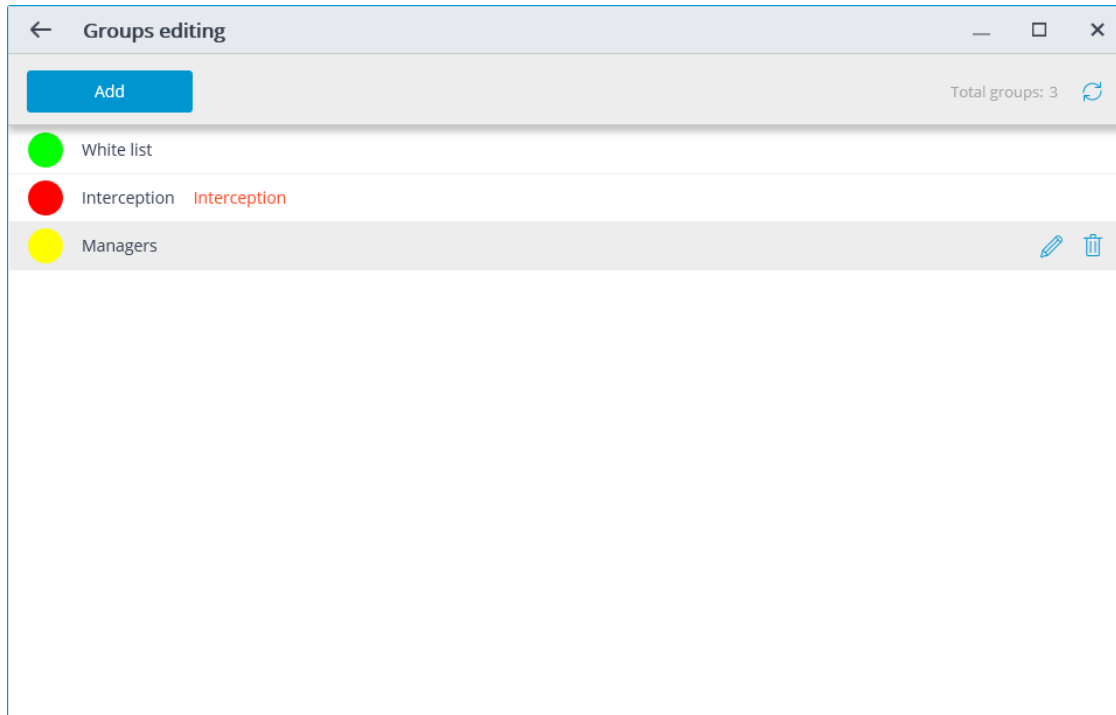 Groups editing
Add Total groups: 3
White list
Interception Interception
Managers